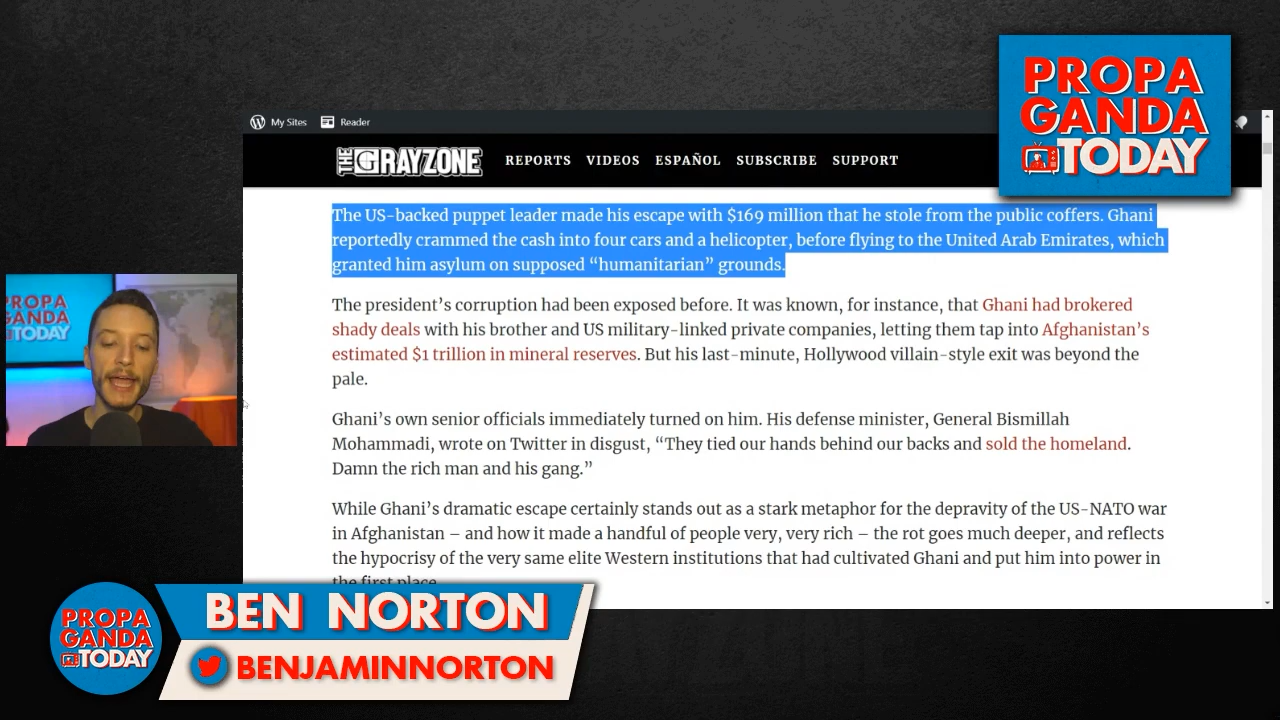 PROPA
GANDA
TODAY
My Sites
Reader
THE GRAYZONE
REPORTS
VIDEOS
ESPAÑOL
SUBSCRIBE
SUPPORT
The US-backed puppet leader made his escape with $169 million that he stole from the public coffers. Ghani
reportedly crammed the cash into four cars and a helicopter, before flying to the United Arab Emirates, which
granted him asylum on supposed “humanitarian” grounds.
The president’s corruption had been exposed before. It was known, for instance, that Ghani had brokered
shady deals with his brother and US military-linked private companies, letting them tap into Afghanistan’s
estimated $1 trillion in mineral reserves. But his last-minute, Hollywood villain-style exit was beyond the
pale.
Ghani’s own senior officials immediately turned on him. His defense minister, General Bismillah
Mohammadi, wrote on Twitter in disgust, “They tied our hands behind our backs and sold the homeland.
Damn the rich man and his gang.”
While Ghani’s dramatic escape certainly stands out as a stark metaphor for the depravity of the US-NATO war
in Afghanistan – and how it made a handful of people very, very rich – the rot goes much deeper, and reflects
the hypocrisy of the very same elite Western institutions that had cultivated Ghani and put him into power in
the first place.
PROPA
GANDA
TODAY
PROPA
GANDA
TODAY
BEN NORTON
BENJAMINNORTON